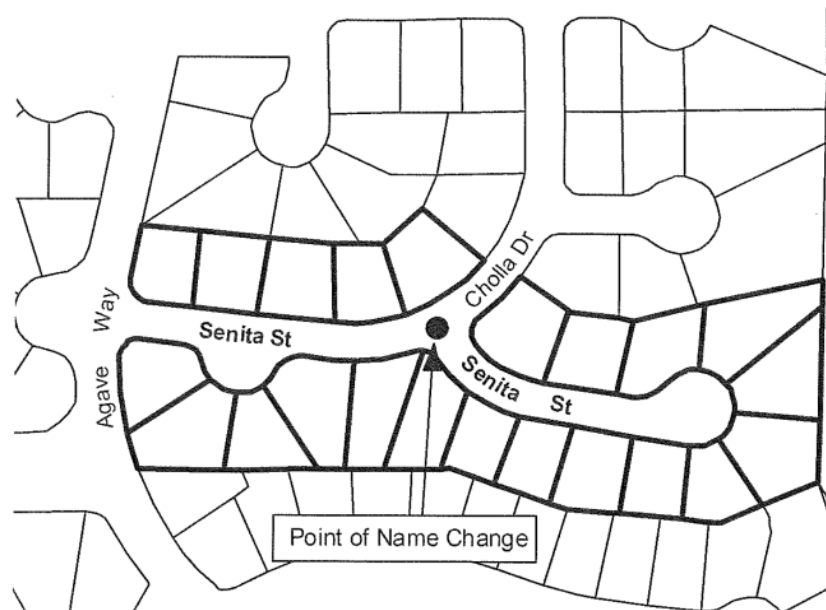 Cholla Dr
Agave Way
Senita St
Senita St
Point of Name Change